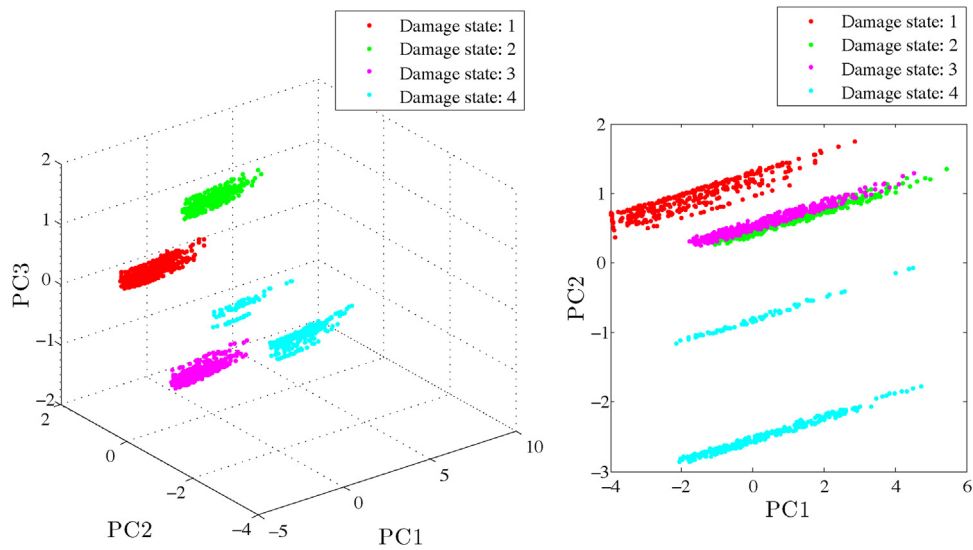 Damage state: 1
Damage state: 2
Damage state: 3
Damage state: 4
2
1
0
−1
−2
PC3
2
0
−2
−4
PC2
−5
0
5
10
PC1
Damage state: 1
Damage state: 2
Damage state: 3
Damage state: 4
2
1
0
−1
−2
−3
PC2
−4
−2
0
2
4
6
PC1